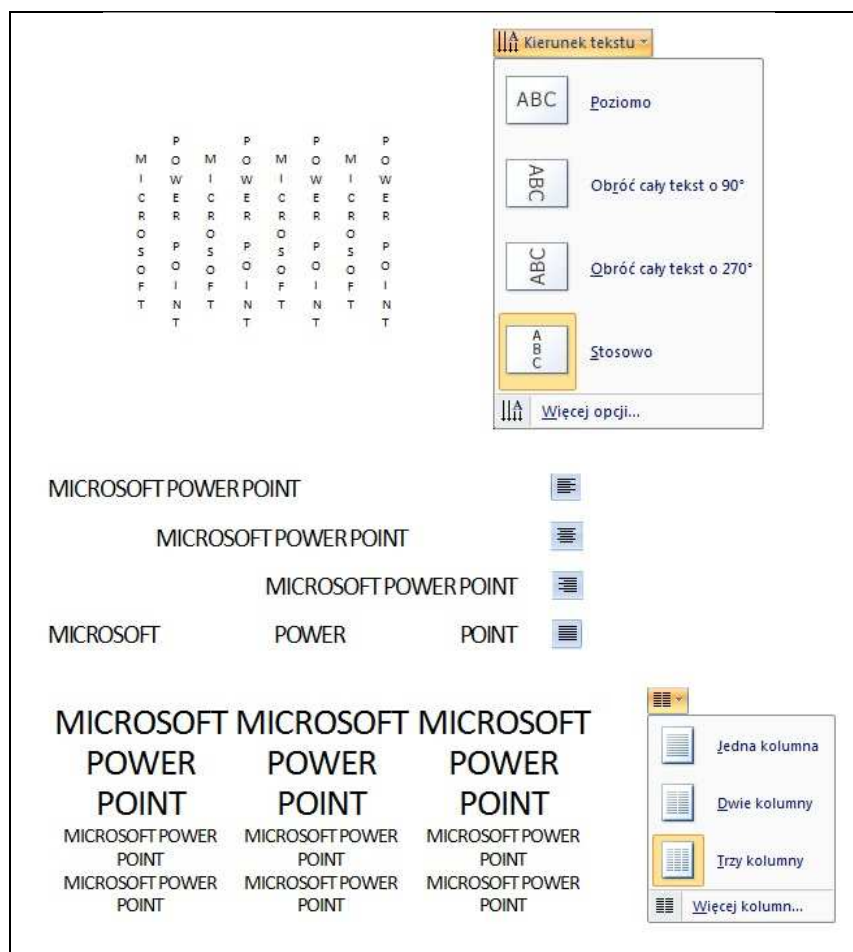 MICROSOFT
POWER POINT
MICROSOFT
POWER POINT
MICROSOFT
POWER POINT
MICROSOFT
POWER POINT
Kierunek tekstu
ABC Poziomo
ABC Obróć cały tekst o 90°
ABC Obróć cały tekst o 270°
ABC Stosowo
Więcej opcji...
MICROSOFT POWER POINT
MICROSOFT POWER POINT
MICROSOFT POWER POINT
MICROSOFT POWER POINT
MICROSOFT MICROSOFT MICROSOFT
POWER POWER POWER
POINT POINT POINT
MICROSOFT POWER MICROSOFT POWER MICROSOFT POWER
POINT POINT POINT
MICROSOFT POWER MICROSOFT POWER MICROSOFT POWER
POINT POINT POINT
Jedna kolumna
Dwie kolumny
Trzy kolumny
Więcej kolumn...